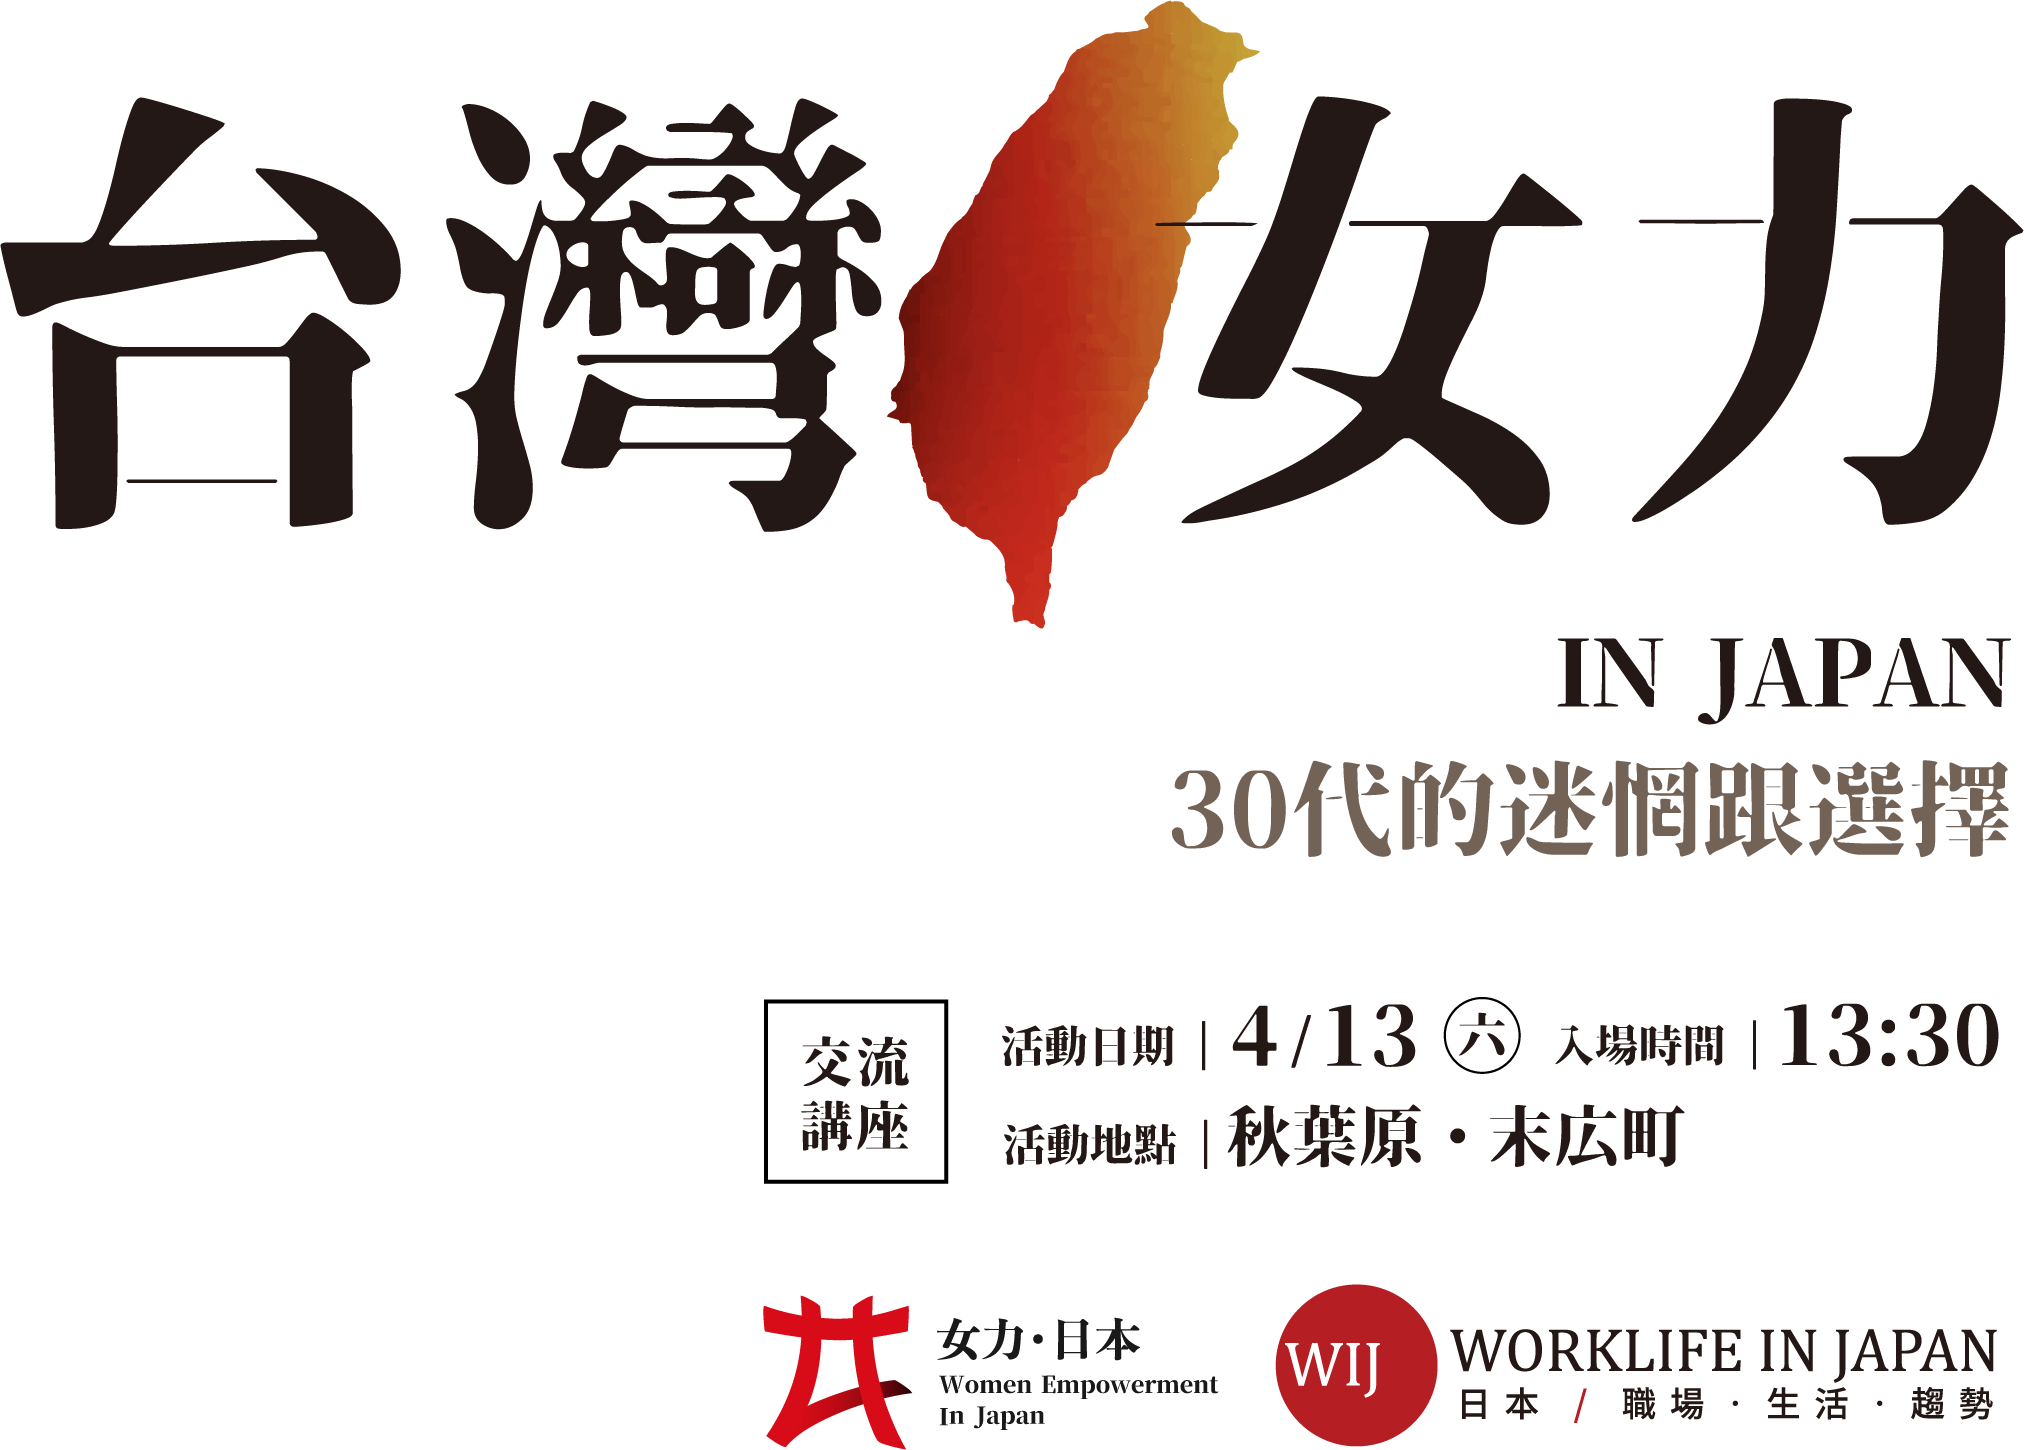 台灣女力
IN JAPAN
30代的迷惘跟選擇
交流
講座
活動日期 | 4/13 六 入場時間 | 13:30
活動地點 | 秋葉原・末広町
女力・日本
Women Empowerment
In Japan
WIJ
WORKLIFE IN JAPAN
日本 / 職場・生活・趨勢